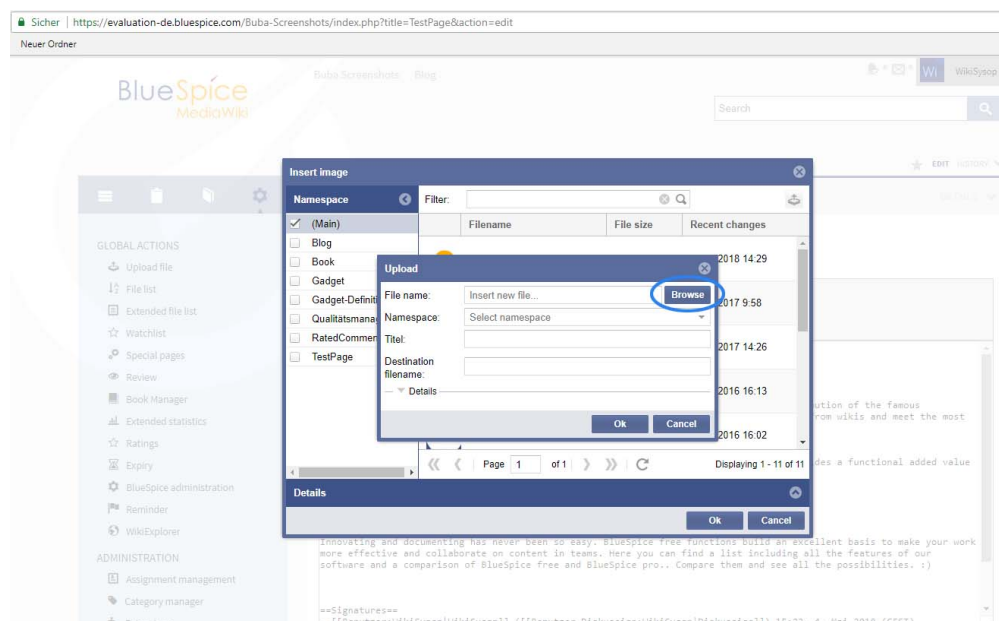 Sicher | https://evaluation-de.bluespice.com/Buba-Screenshots/index.php?title=TestPage&action=edit
Neuer Ordner
BlueSpice
MediaWiki
Buba Screenshots Blog
Wi WikiSysop
Search
EDIT HISTORY
GLOBAL ACTIONS
Upload file
File list
Extended file list
Watchlist
Special pages
Review
Book Manager
Extended statistics
Ratings
Expiry
BlueSpice administration
Reminder
WikiExplorer
ADMINISTRATION
Assignment management
Category manager
Insert image
Namespace
(Main)
Blog
Book
Gadget
Gadget-Definiti
Qualitätsmana
RatedCommen
TestPage
Filter:
Filename File size Recent changes
2018 14:29
2017 9:58
2017 14:26
2016 16:13
2016 16:02
Upload
File name: Insert new file... Browse
Namespace: Select namespace
Titel:
Destination
filename:
Details
Ok Cancel
Page 1 of 1 Displaying 1 - 11 of 11
Details
Ok Cancel
ution of the famous
from wikis and meet the most
des a functional added value
Innovating and documenting has never been so easy. BlueSpice free functions build an excellent basis to make your work
more effective and collaborate on content in teams. Here you can find a list including all the features of our
software and a comparison of BlueSpice free and BlueSpice pro.. Compare them and see all the possibilities. :)
==Signatures==